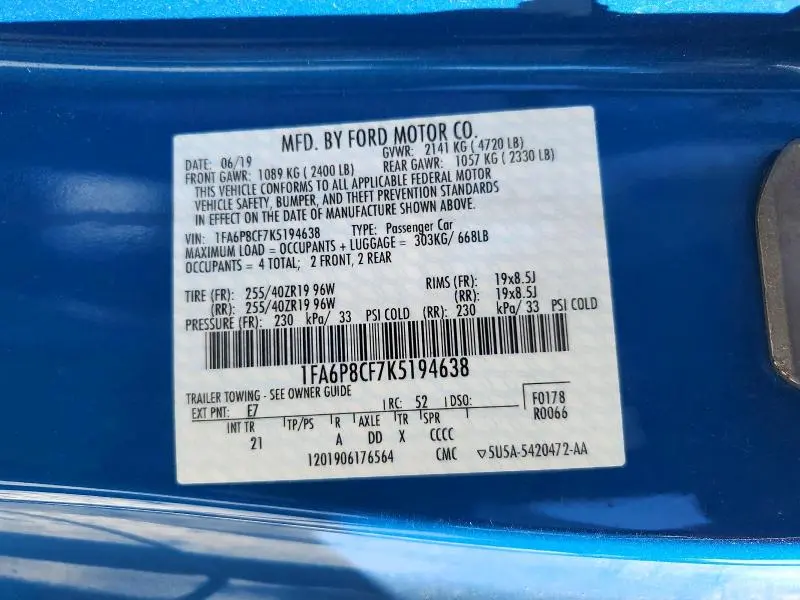 MFD. BY FORD MOTOR CO.
DATE: 06/19 GVWR: 2141 KG ( 4720 LB)
FRONT GAWR: 1089 KG ( 2400 LB) REAR GAWR: 1057 KG ( 2330 LB)
THIS VEHICLE CONFORMS TO ALL APPLICABLE FEDERAL MOTOR
VEHICLE SAFETY, BUMPER, AND THEFT PREVENTION STANDARDS
IN EFFECT ON THE DATE OF MANUFACTURE SHOWN ABOVE.
VIN: 1FA6P8CF7K5194638 TYPE: Passenger Car
MAXIMUM LOAD = OCCUPANTS + LUGGAGE = 303KG/ 668LB
OCCUPANTS = 4 TOTAL; 2 FRONT, 2 REAR
TIRE (FR): 255/40ZR19 96W RIMS (FR): 19x8.5J
(RR): 255/40ZR19 96W (RR): 19x8.5J
PRESSURE (FR): 230 kPa/ 33 PSI COLD (RR): 230 kPa/ 33 PSI COLD
1FA6P8CF7K5194638
TRAILER TOWING - SEE OWNER GUIDE
EXT PNT: E7 RC: 52 DSO: F0178
INT TR TP/PS R AXLE TR SPR R0066
21 A DD X CCCC
1201906176564 CMC 5U5A-5420472-AA